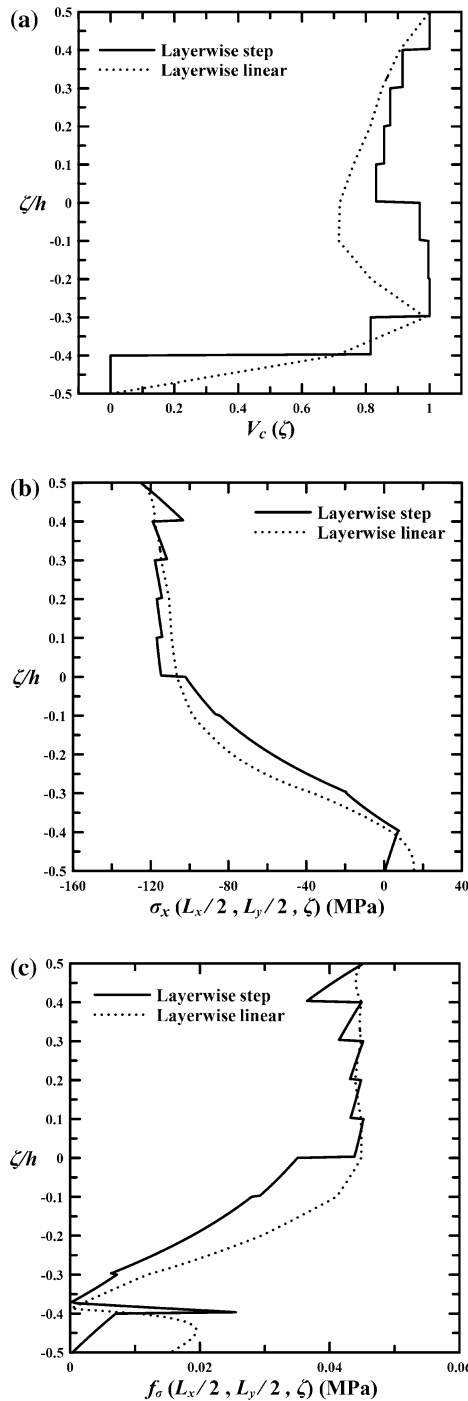 (a)
0.5
Layerwise step
Layerwise linear
0.4
0.3
0.2
0.1
ζ/h
0
-0.1
-0.2
-0.3
-0.4
-0.5
0 0.2 0.4 0.6 0.8 1
V_c (ζ)
(b)
0.5
Layerwise step
Layerwise linear
0.4
0.3
0.2
0.1
ζ/h
0
-0.1
-0.2
-0.3
-0.4
-0.5
-160 -120 -80 -40 0 40
σ_x (L_x/2 , L_y/2 , ζ) (MPa)
(c)
0.5
Layerwise step
Layerwise linear
0.4
0.3
0.2
0.1
ζ/h
0
-0.1
-0.2
-0.3
-0.4
-0.5
0 0.02 0.04 0.06
f_σ (L_x/2 , L_y/2 , ζ) (MPa)